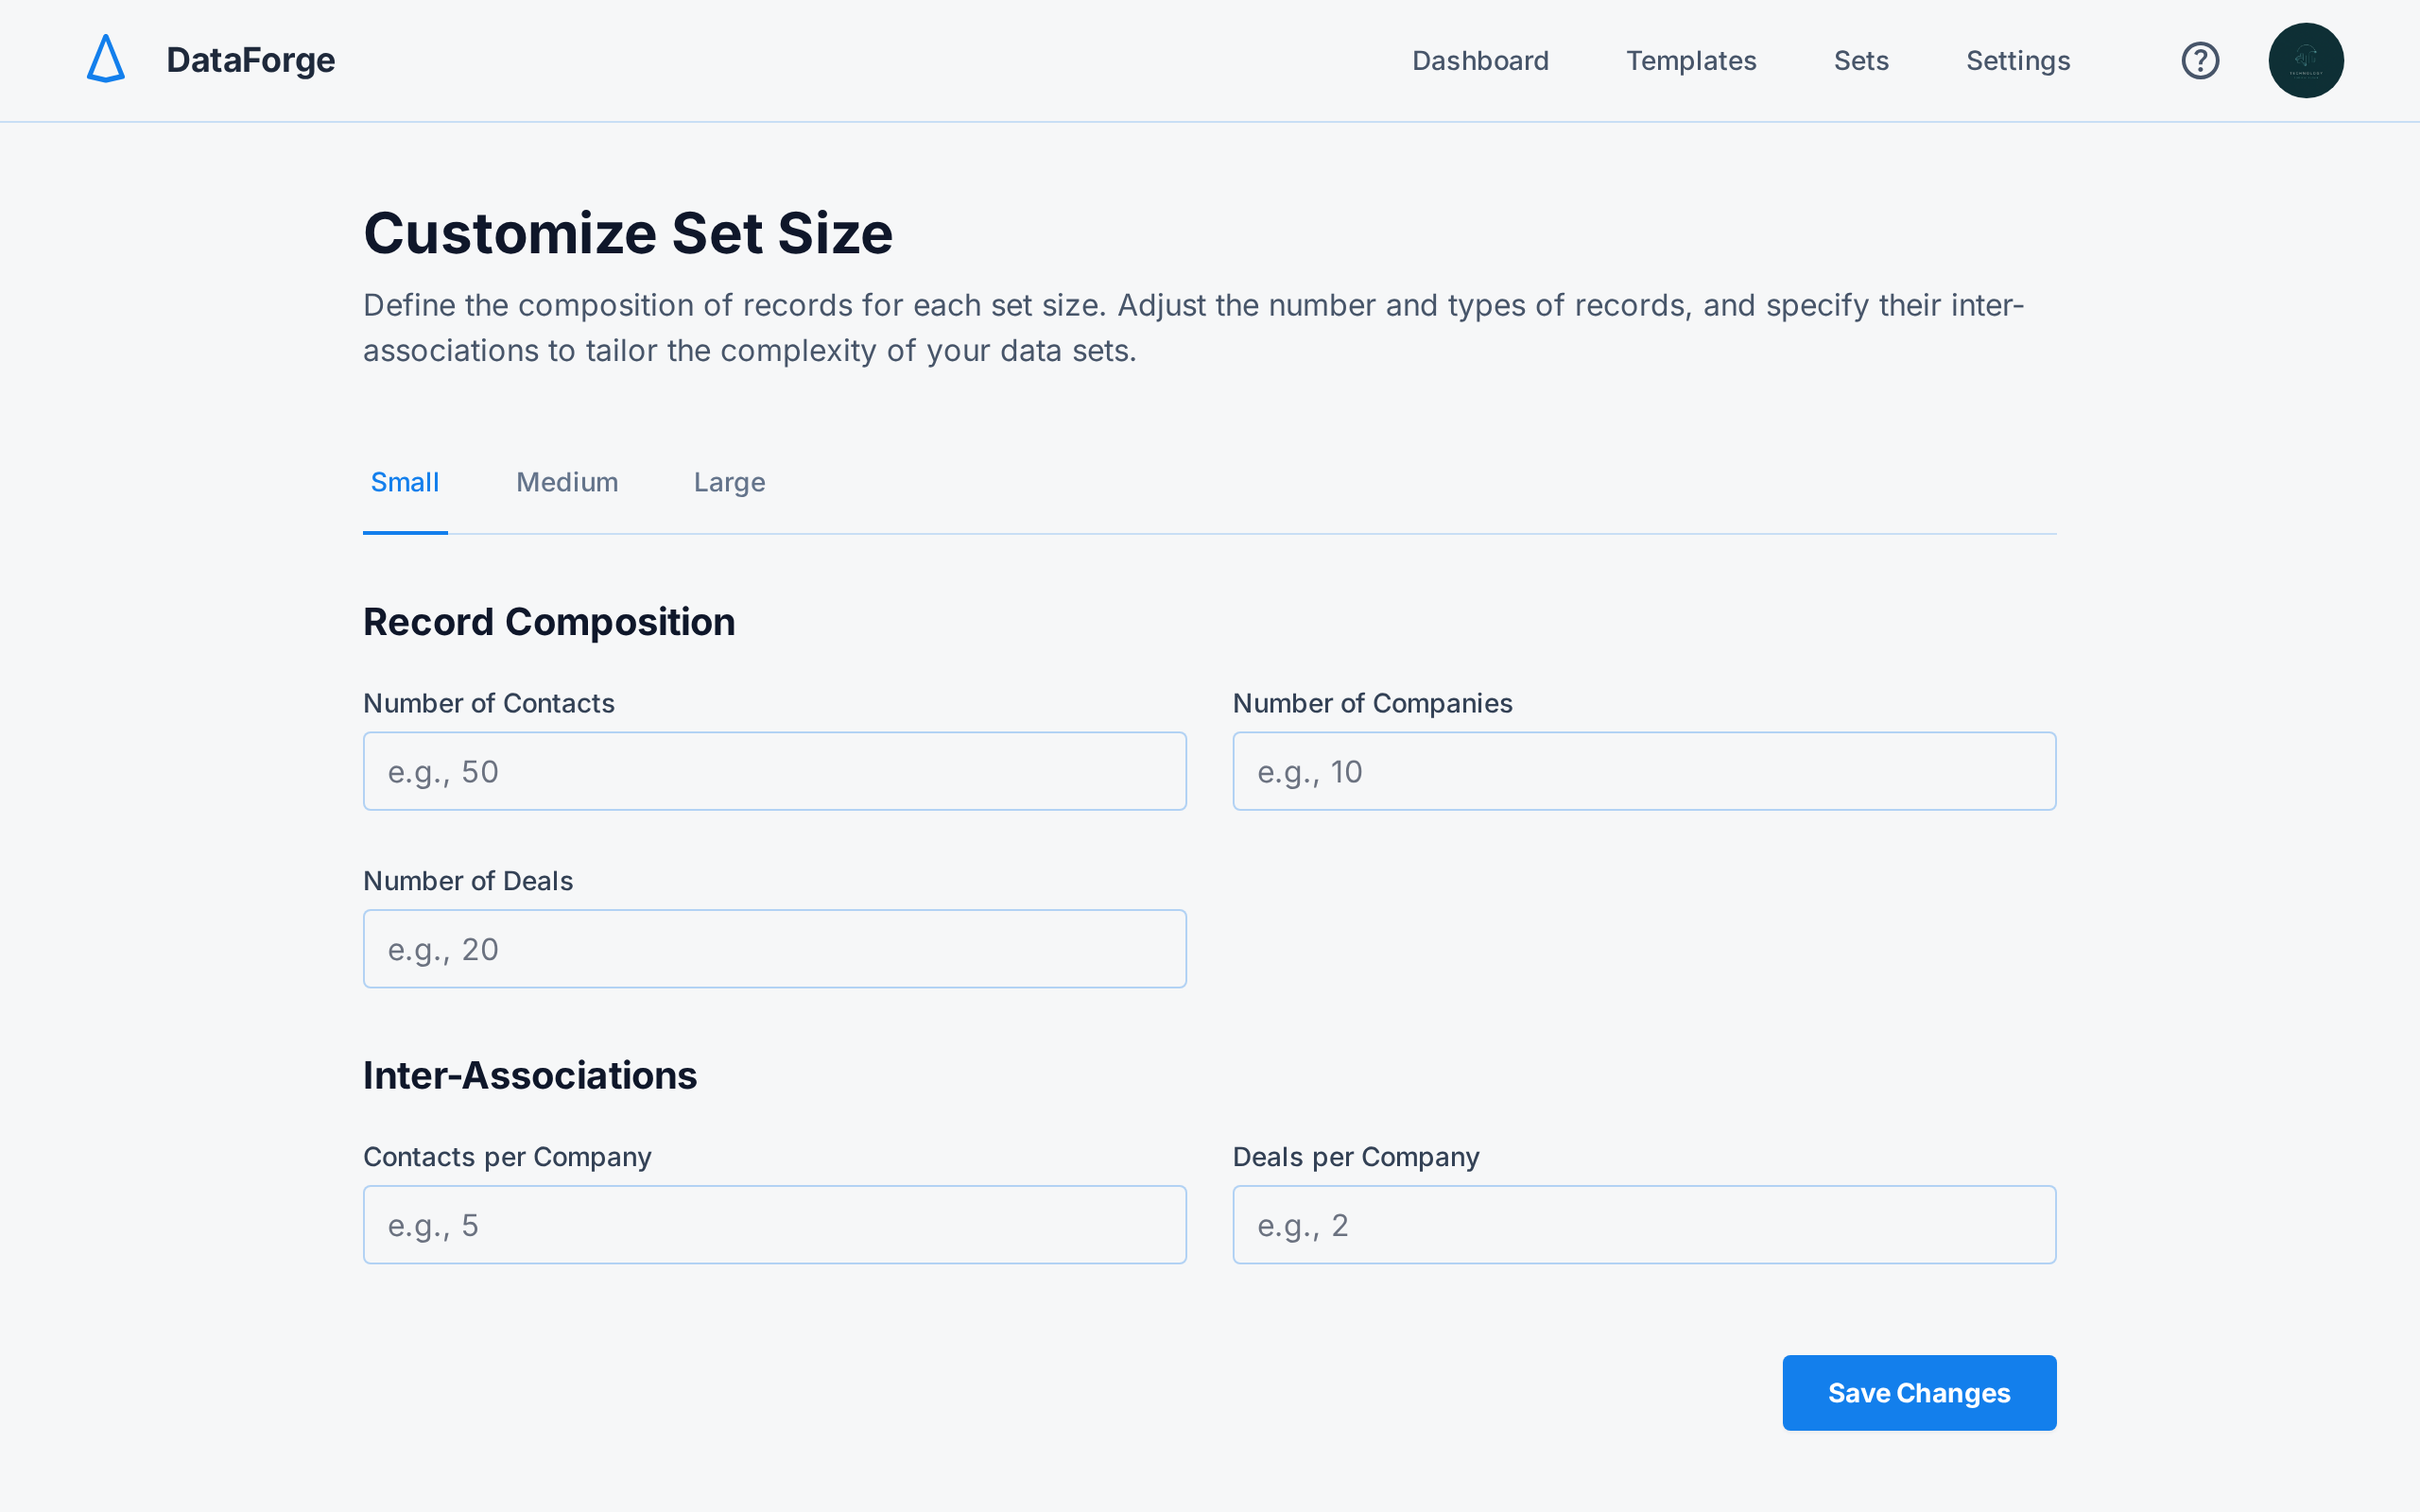 DataForge
Dashboard
Templates
Sets
Settings
Customize Set Size
Define the composition of records for each set size. Adjust the number and types of records, and specify their inter-
associations to tailor the complexity of your data sets.
Small
Medium
Large
Record Composition
Number of Contacts
Number of Companies
e.g., 50
e.g., 10
Number of Deals
e.g., 20
Inter-Associations
Contacts per Company
Deals per Company
e.g., 5
e.g., 2
Save Changes